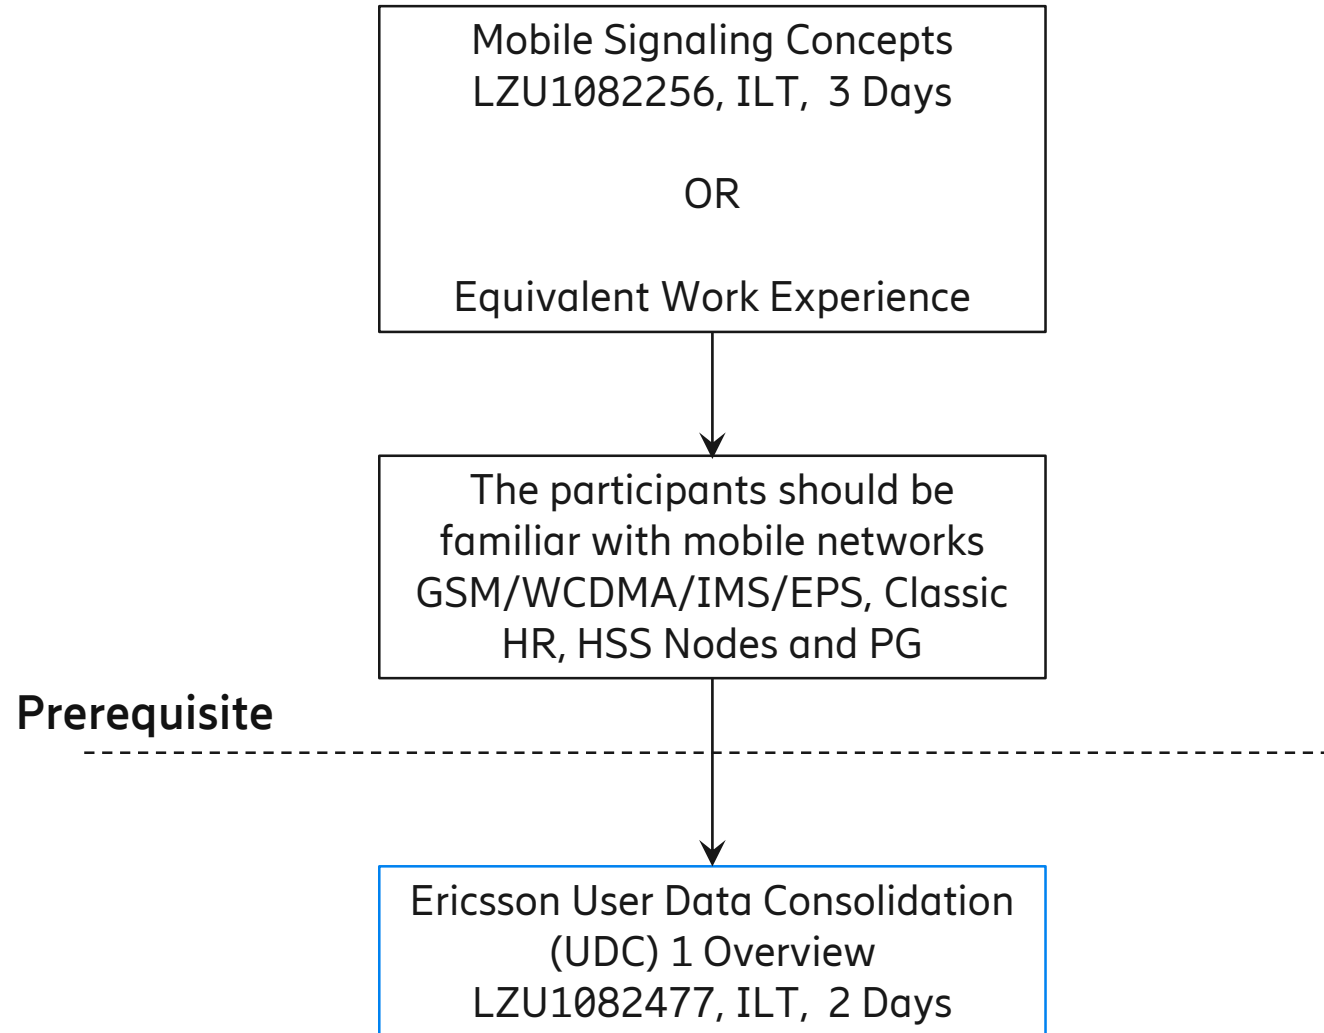 Mobile Signaling Concepts
LZU1082256, ILT,  3 Days
OR
Equivalent Work Experience
The participants should be
familiar with mobile networks
GSM/WCDMA/IMS/EPS, Classic
HR, HSS Nodes and PG
Prerequisite
Ericsson User Data Consolidation
(UDC) 1 Overview
LZU1082477, ILT,  2 Days